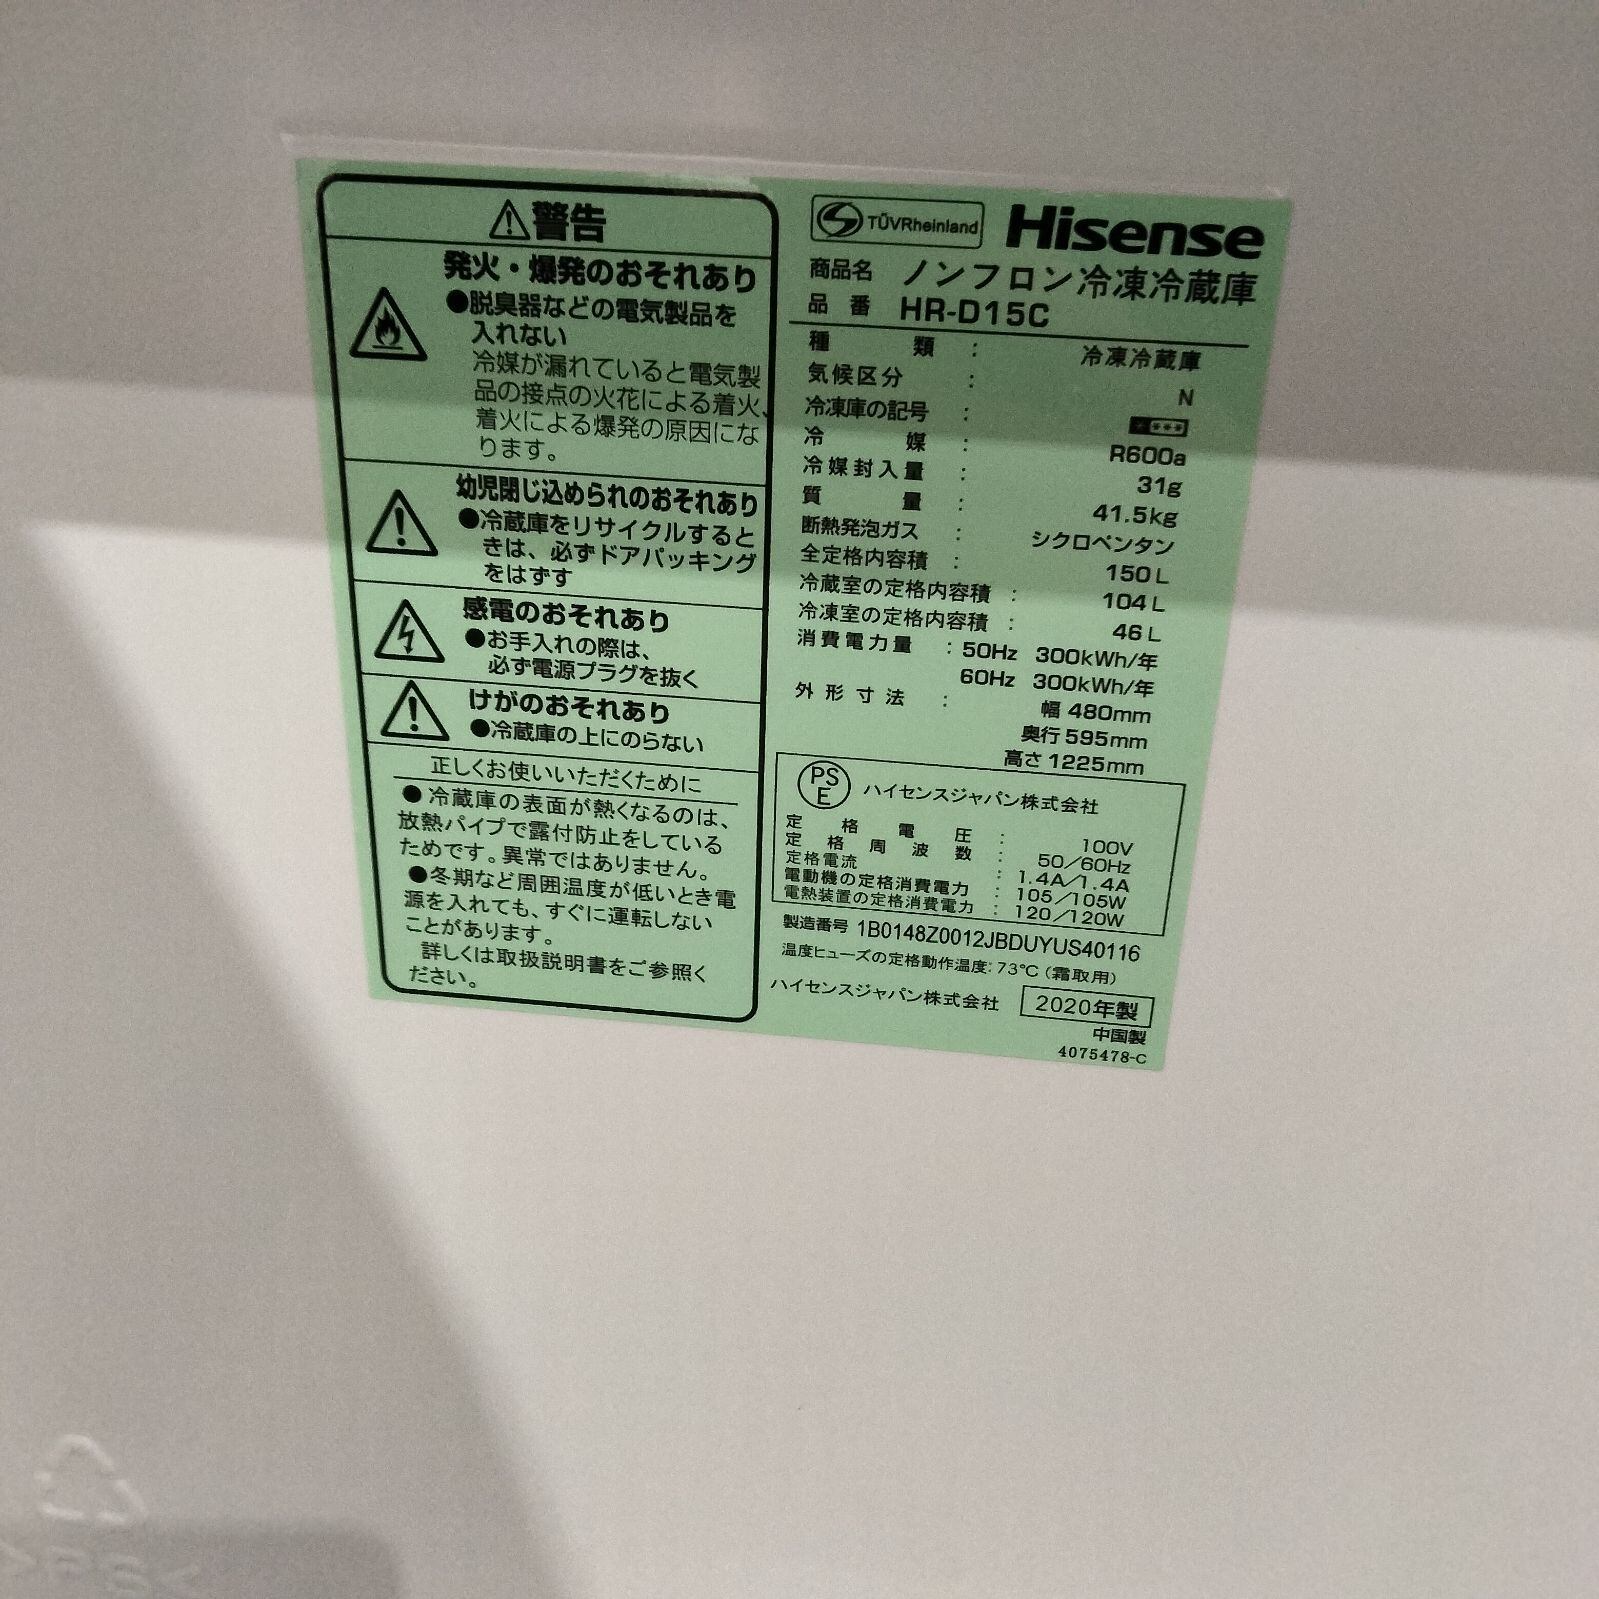 ⚠警告
発火・爆発のおそれあり
●脱臭器などの電気製品を
入れない
冷媒が漏れていると電気製
品の接点の火花による着火、
着火による爆発の原因にな
ります。
幼児閉じ込められのおそれあり
●冷蔵庫をリサイクルすると
きは、必ずドアパッキング
をはずす
感電のおそれあり
●お手入れの際は、
必ず電源プラグを抜く
けがのおそれあり
●冷蔵庫の上にのらない
正しくお使いいただくために
●冷蔵庫の表面が熱くなるのは、
放熱パイプで露付防止をしている
ためです。異常ではありません。
●冬期など周囲温度が低いとき電
源を入れても、すぐに運転しない
ことがあります。
詳しくは取扱説明書をご参照く
ださい。
TÜVRheinland Hisense
商品名 ノンフロン冷凍冷蔵庫
品番 HR-D15C
種類: 冷凍冷蔵庫
気候区分: N
冷凍庫の記号: * ***
冷媒: R600a
冷媒封入量: 31g
質量: 41.5kg
断熱発泡ガス: シクロペンタン
全定格内容積: 150L
冷蔵室の定格内容積: 104L
冷凍室の定格内容積: 46L
消費電力量: 50Hz 300kWh/年
60Hz 300kWh/年
外形寸法: 幅 480mm
奥行 595mm
高さ 1225mm
PSE ハイセンスジャパン株式会社
定格電圧: 100V
定格周波数: 50/60Hz
定格電流: 1.4A/1.4A
電動機の定格消費電力: 105/105W
電熱装置の定格消費電力: 120/120W
製造番号 1B0148Z0012JBDUYUS40116
温度ヒューズの定格動作温度:73℃(霜取用)
ハイセンスジャパン株式会社 2020年製
中国製
4075478-C
>PS<